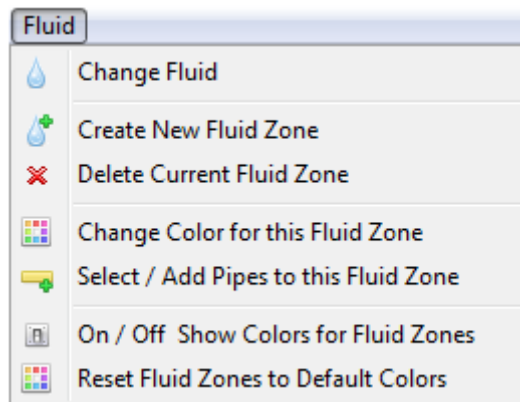 Fluid
Change Fluid
Create New Fluid Zone
Delete Current Fluid Zone
Change Color for this Fluid Zone
Select / Add Pipes to this Fluid Zone
On / Off  Show Colors for Fluid Zones
Reset Fluid Zones to Default Colors